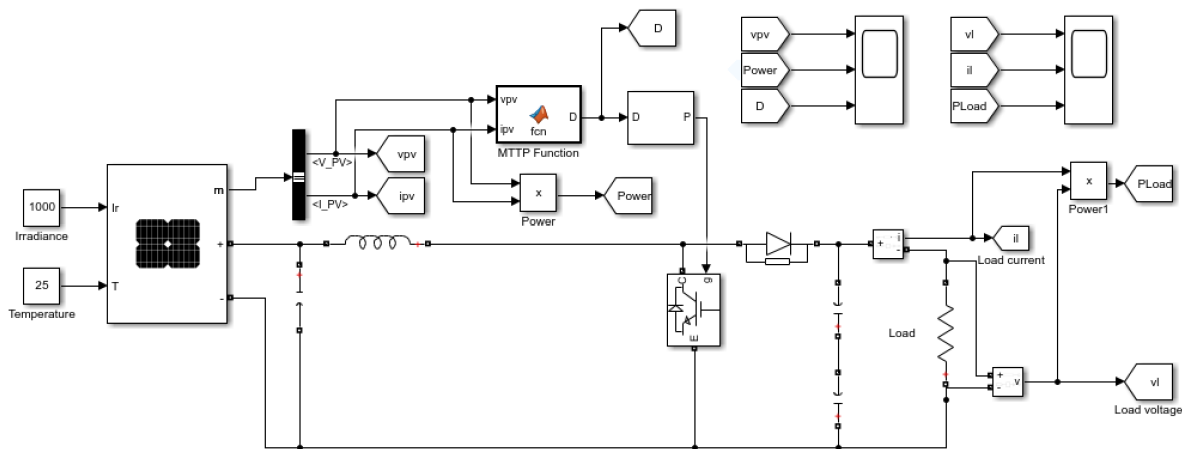 D
vpv
Power
D
vl
il
PLoad
vpv
ipv
D
fcn
MTTP Function
D
P
<V_PV>
vpv
<I_PV>
ipv
x
Power
Power
x
Power1
PLoad
1000
Irradiance
25
Temperature
Ir
T
m
+
-
+
C
g
E
+
i
-
il
Load current
Load
+
-
v
vl
Load voltage